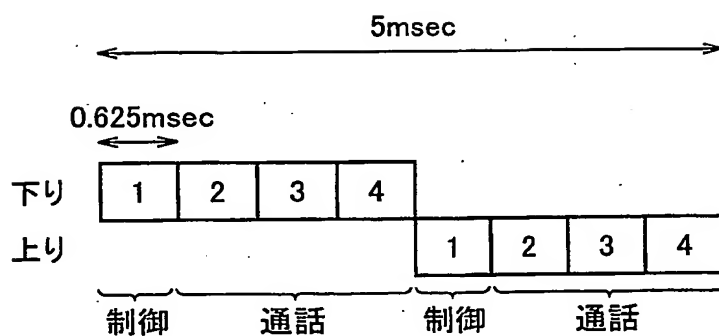 5msec
0.625msec
下り 1 2 3 4
上り 1 2 3 4
制御 通話 制御 通話